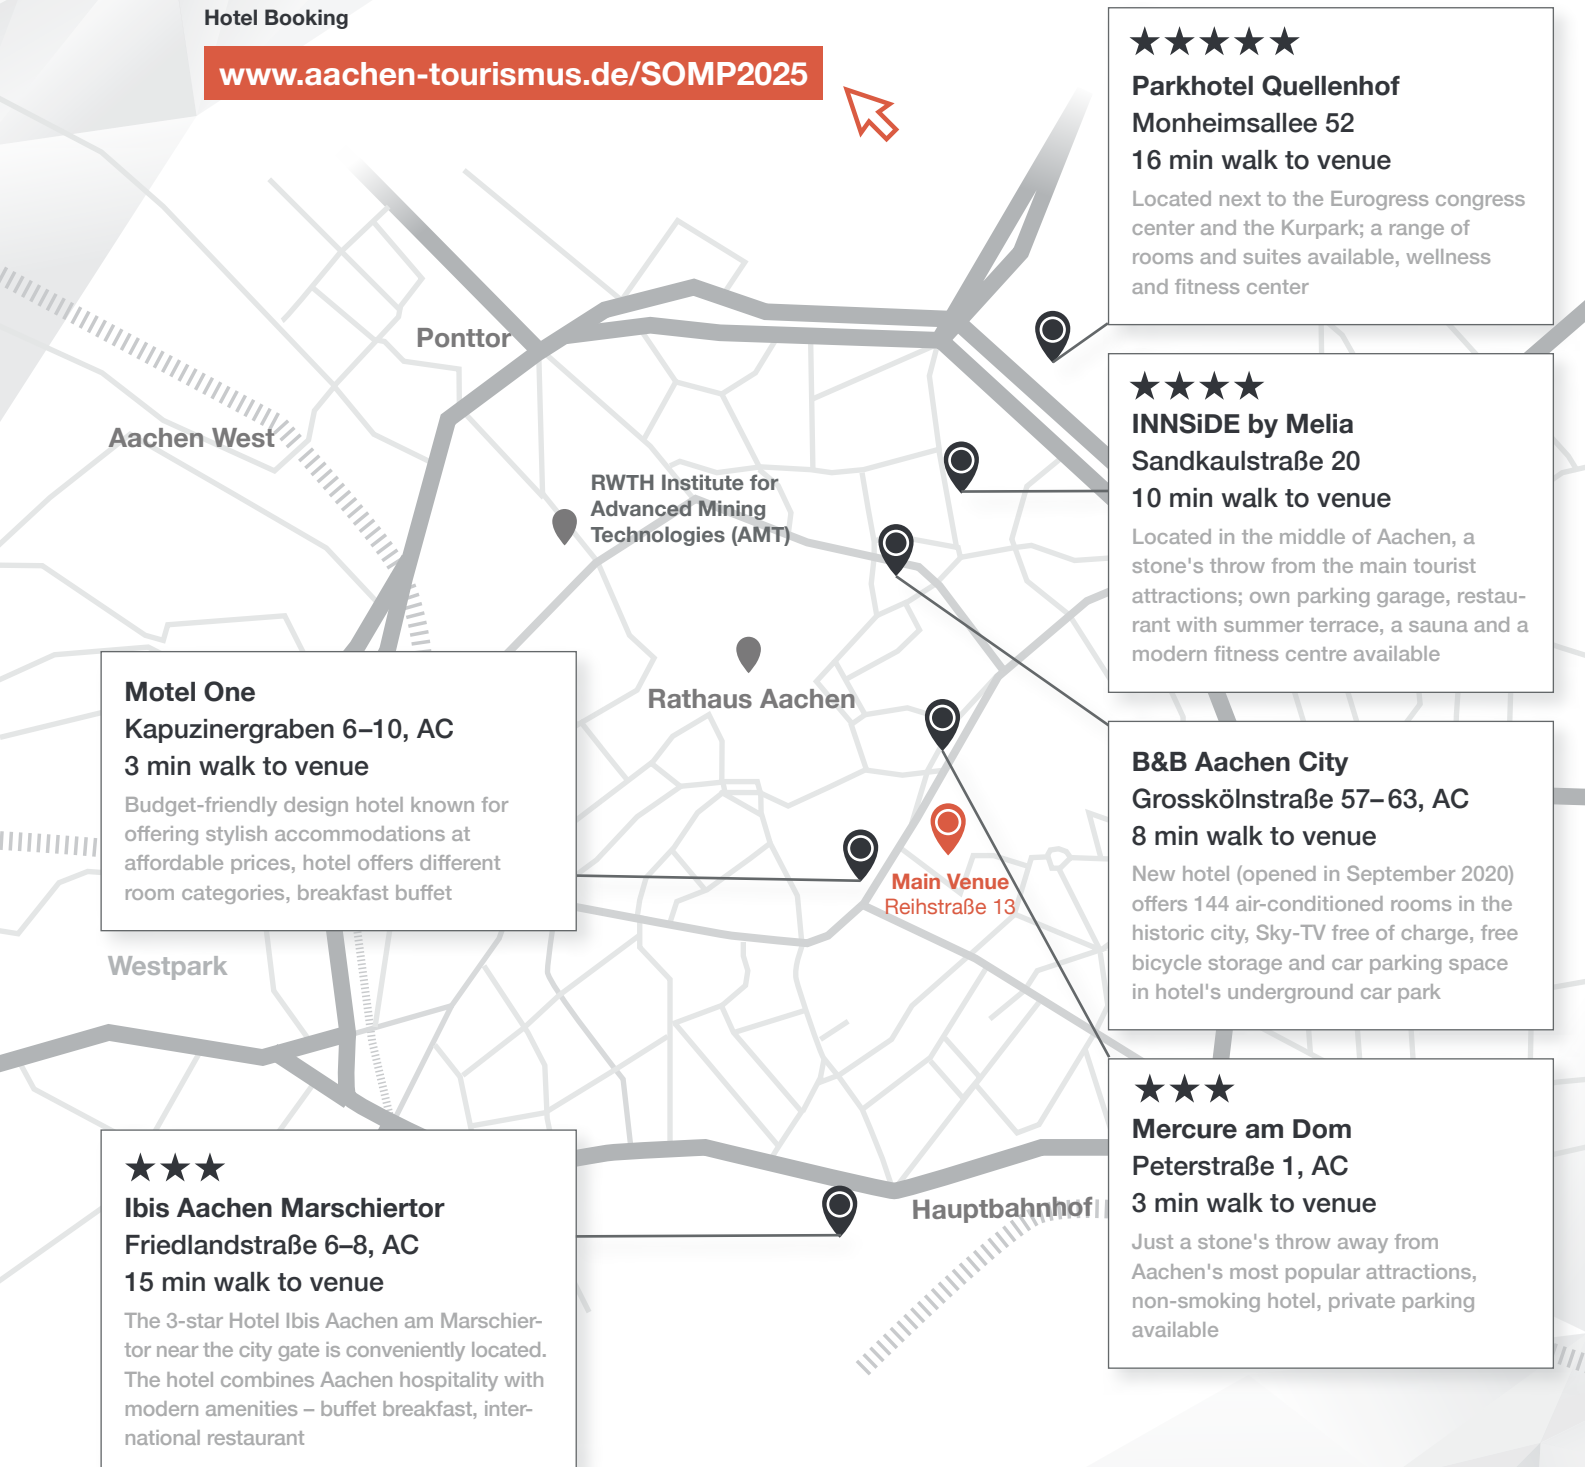 Hotel Booking
www.aachen-tourismus.de/SOMP2025
Parkhotel Quellenhof
Monheimsallee 52
16 min walk to venue
Located next to the Eurogress congress
center and the Kurpark; a range of
rooms and suites available, wellness
and fitness center
Ponttor
INNSiDE by Melia
Sandkaulstraße 20
10 min walk to venue
Located in the middle of Aachen, a
stone's throw from the main tourist
attractions; own parking garage, restau-
rant with summer terrace, a sauna and a
modern fitness centre available
Aachen West
RWTH Institute for
Advanced Mining
Technologies (AMT)
Rathaus Aachen
Motel One
Kapuzinergraben 6–10, AC
3 min walk to venue
Budget-friendly design hotel known for
offering stylish accommodations at
affordable prices, hotel offers different
room categories, breakfast buffet
B&B Aachen City
Grosskölnstraße 57–63, AC
8 min walk to venue
New hotel (opened in September 2020)
offers 144 air-conditioned rooms in the
historic city, Sky-TV free of charge, free
bicycle storage and car parking space
in hotel's underground car park
Main Venue
Reihstraße 13
Westpark
Mercure am Dom
Peterstraße 1, AC
3 min walk to venue
Just a stone's throw away from
Aachen's most popular attractions,
non-smoking hotel, private parking
available
Hauptbahnhof
Ibis Aachen Marschiertor
Friedlandstraße 6–8, AC
15 min walk to venue
The 3-star Hotel Ibis Aachen am Marschier-
tor near the city gate is conveniently located.
The hotel combines Aachen hospitality with
modern amenities – buffet breakfast, inter-
national restaurant